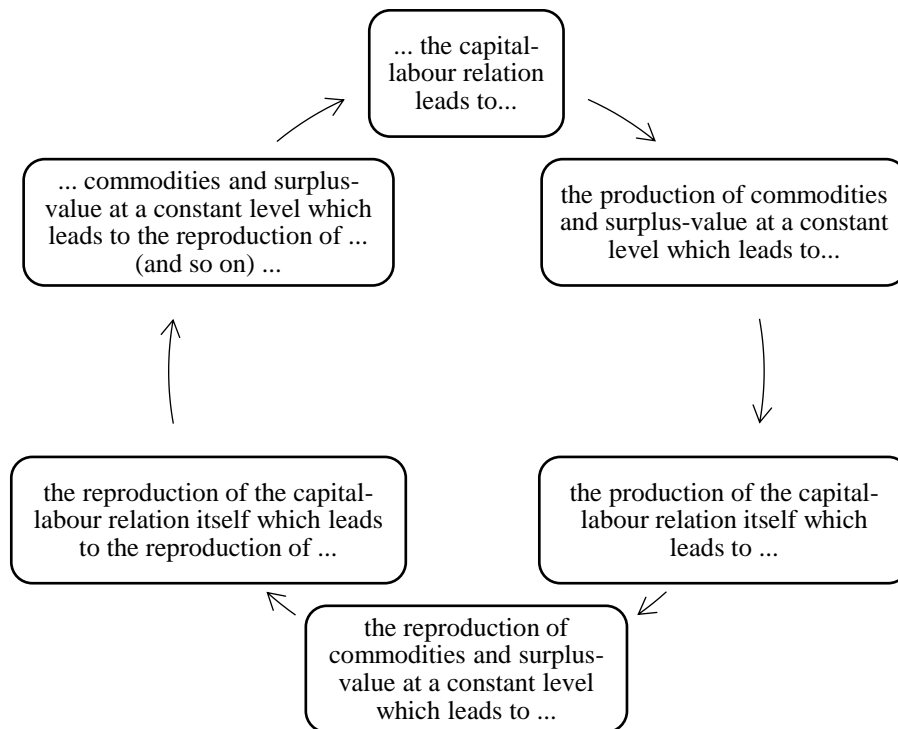 ... the capital-
labour relation
leads to...
the production of commodities
and surplus-value at a constant
level which leads to...
the production of the capital-
labour relation itself which
leads to ...
the reproduction of
commodities and surplus-
value at a constant level
which leads to ...
the reproduction of the capital-
labour relation itself which leads
to the reproduction of ...
... commodities and surplus-
value at a constant level which
leads to the reproduction of ...
(and so on) ...